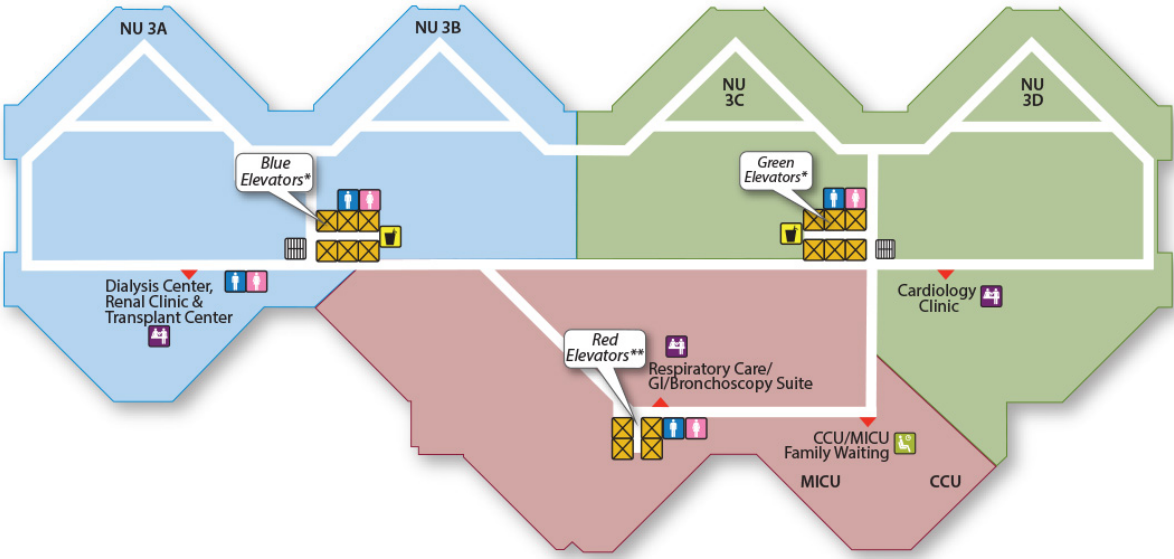 NU 3A
NU 3B
NU
3C
NU
3D
Blue
Elevators*
Green
Elevators*
Dialysis Center,
Renal Clinic &
Transplant Center
Cardiology
Clinic
Red
Elevators**
Respiratory Care/
GI/Bronchoscopy Suite
CCU/MICU
Family Waiting
MICU
CCU